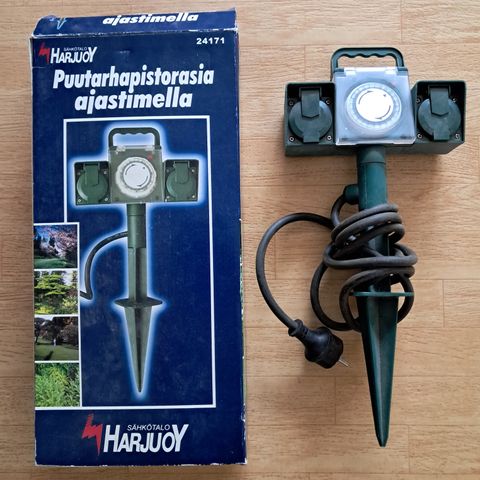 ajastimella
24171
SÄHKÖTALO
HARJUOY
Puutarhapistorasia
ajastimella
SÄHKÖTALO
HARJUOY